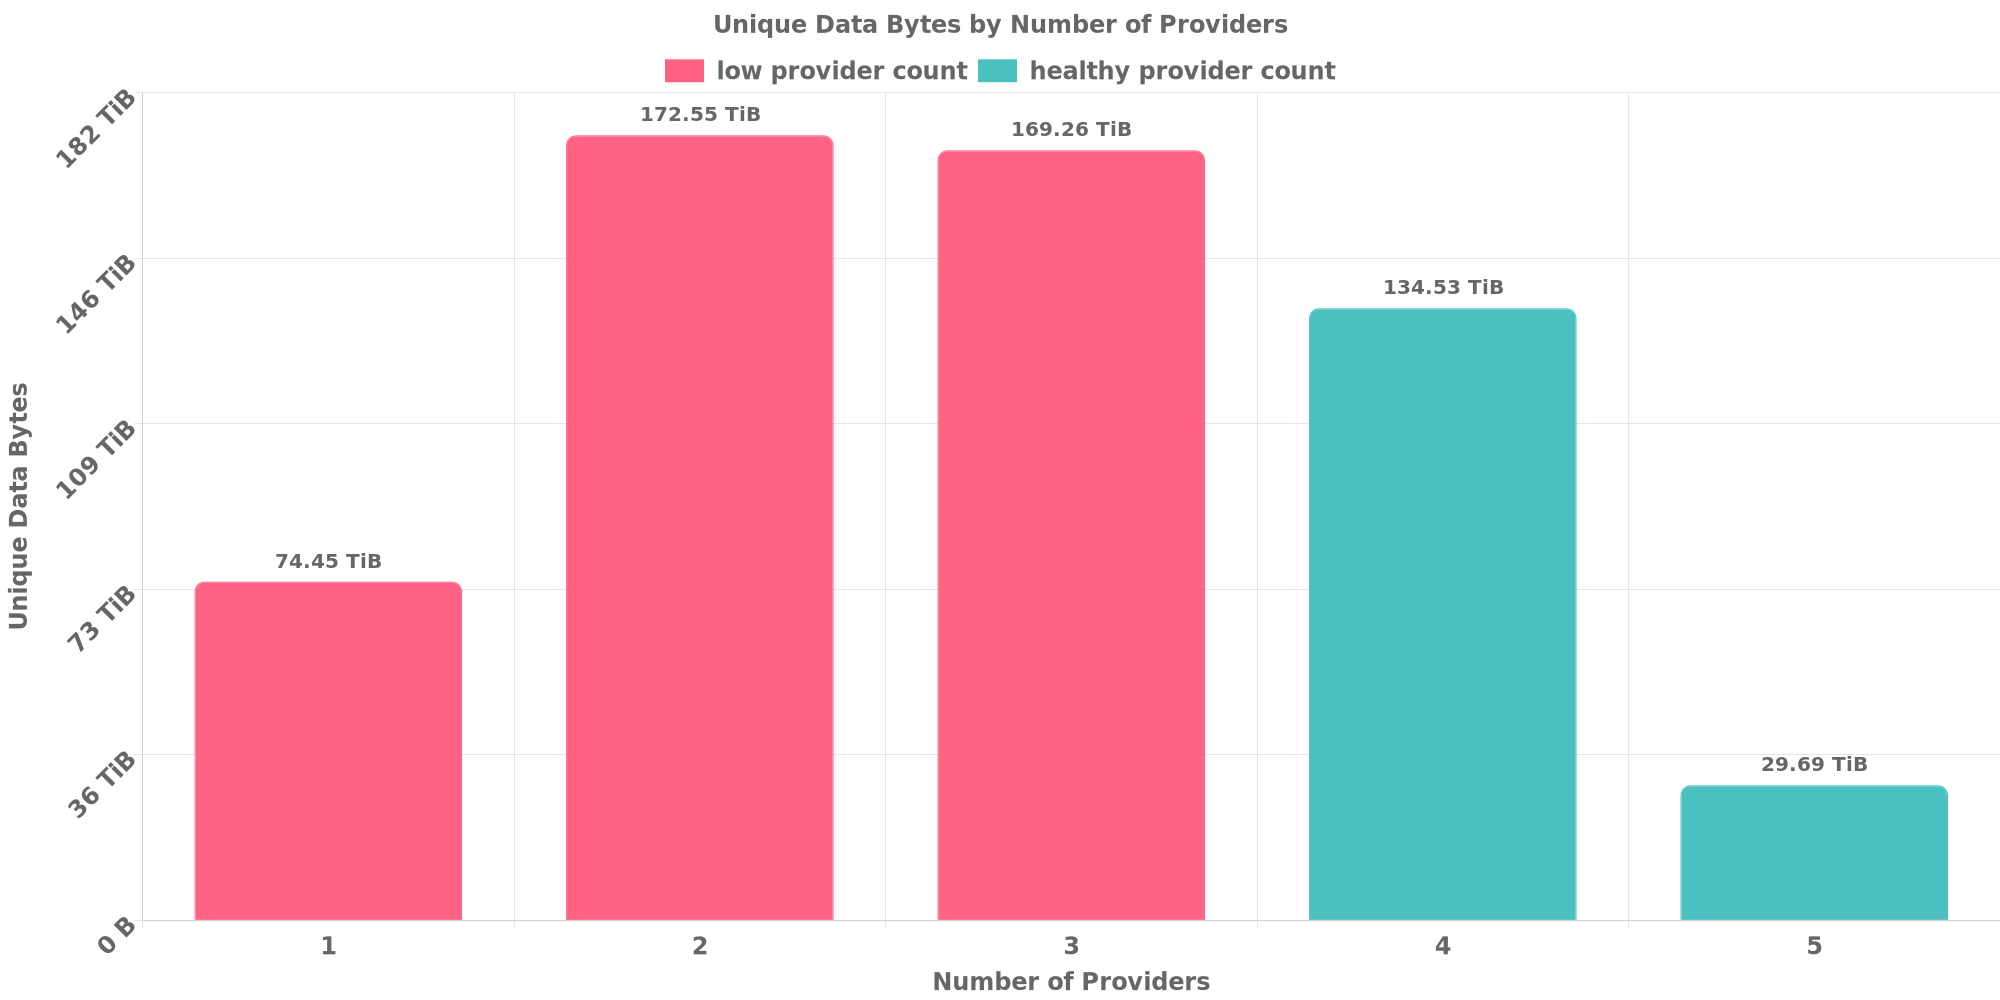 Unique Data Bytes by Number of Providers
low provider count
healthy provider count
182 TiB
146 TiB
109 TiB
73 TiB
36 TiB
0 B
Unique Data Bytes
74.45 TiB
172.55 TiB
169.26 TiB
134.53 TiB
29.69 TiB
1
2
3
4
5
Number of Providers